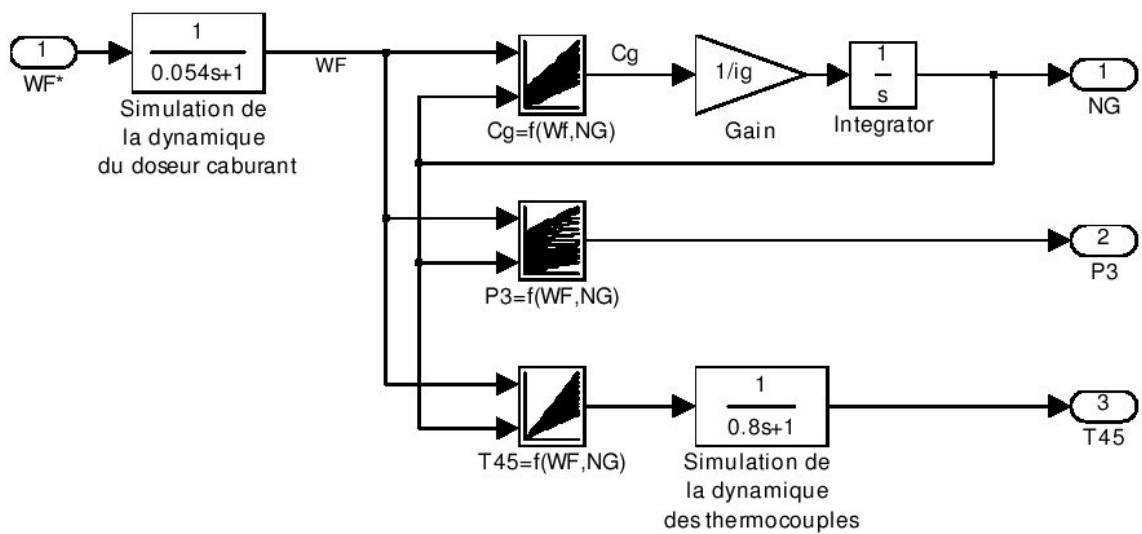 1
WF*
1
0.054s+1
Simulation de
la dynamique
du doseur caburant
WF
Cg=f(Wf,NG)
Cg
1/ig
Gain
1
s
Integrator
1
NG
P3=f(WF,NG)
2
P3
T45=f(WF,NG)
1
0.8s+1
Simulation de
la dynamique
des thermocouples
3
T45